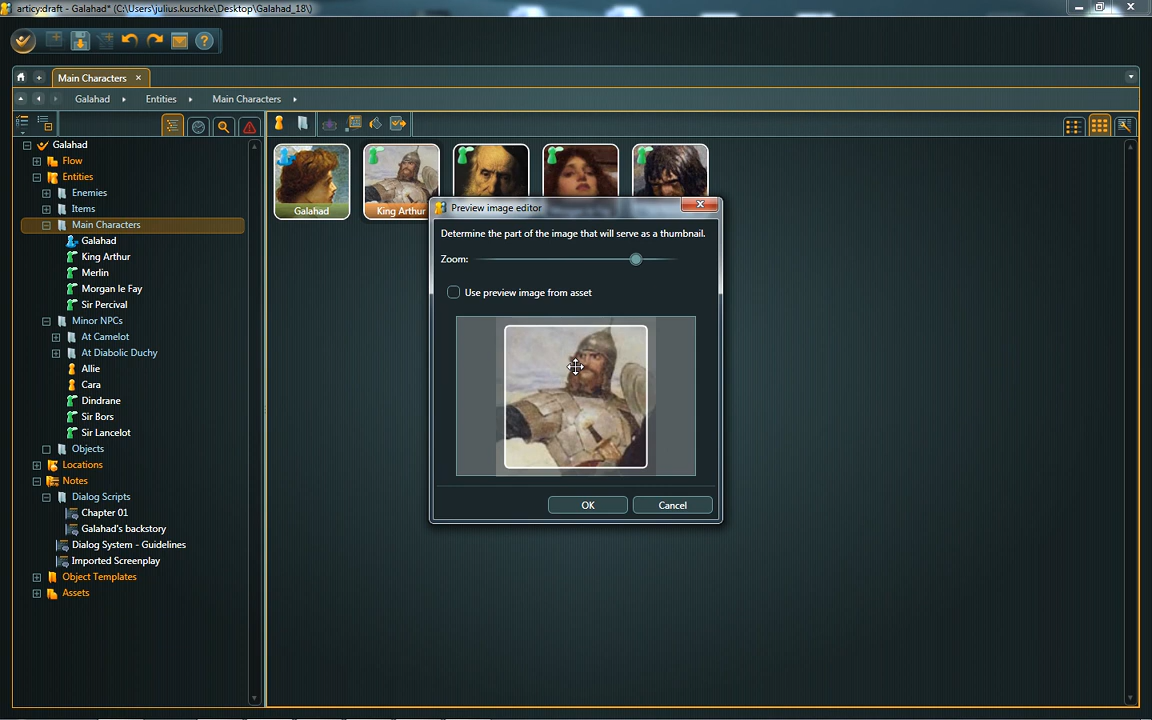 articy:draft - Galahad* (C:\Users\julius.kuschke\Desktop\Galahad_18\)
Main Characters
Galahad Entities Main Characters
Galahad
Flow
Entities
Enemies
Items
Main Characters
Galahad
King Arthur
Merlin
Morgan le Fay
Sir Percival
Minor NPCs
At Camelot
At Diabolic Duchy
Allie
Cara
Dindrane
Sir Bors
Sir Lancelot
Objects
Locations
Notes
Dialog Scripts
Chapter 01
Galahad's backstory
Dialog System - Guidelines
Imported Screenplay
Object Templates
Assets
Galahad
King Arthur
Preview image editor
Determine the part of the image that will serve as a thumbnail.
Zoom:
Use preview image from asset
OK Cancel